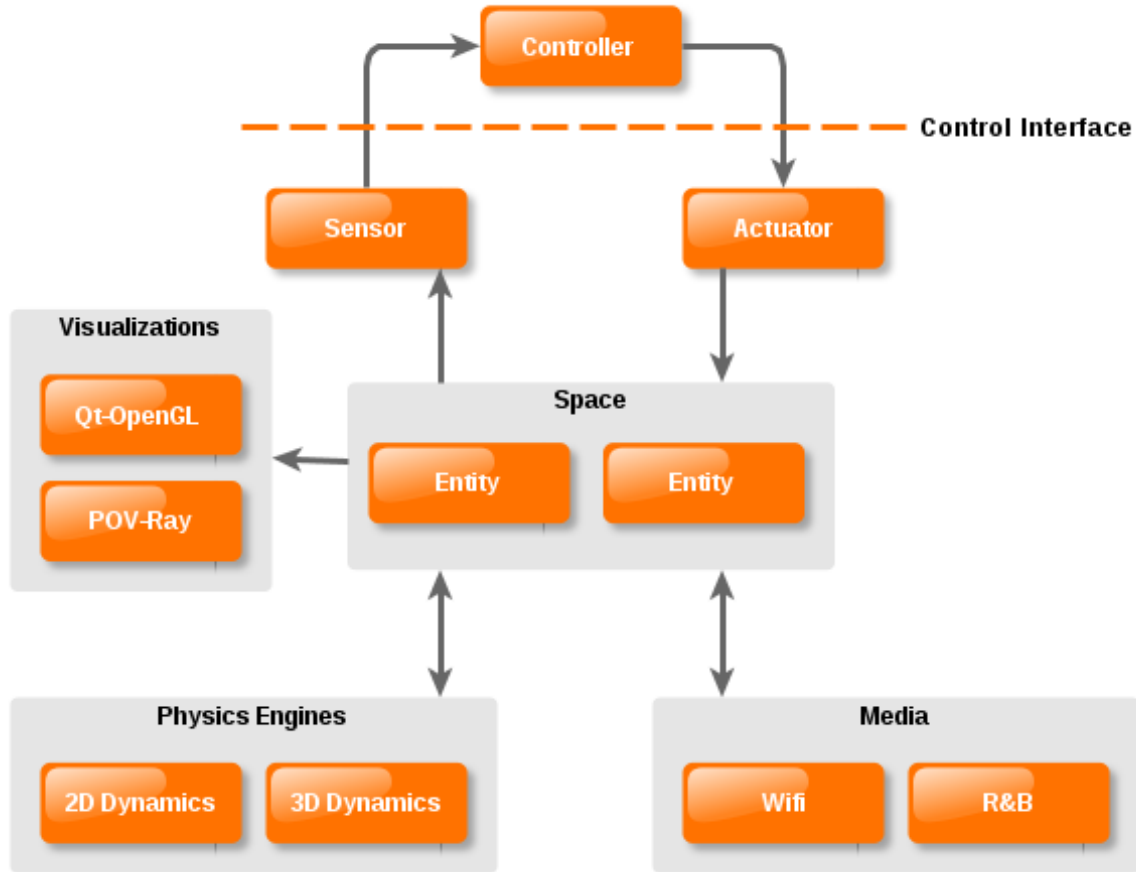 Controller
Control Interface
Sensor
Actuator
Visualizations
Qt-OpenGL
POV-Ray
Space
Entity
Entity
Physics Engines
2D Dynamics
3D Dynamics
Media
Wifi
R&B